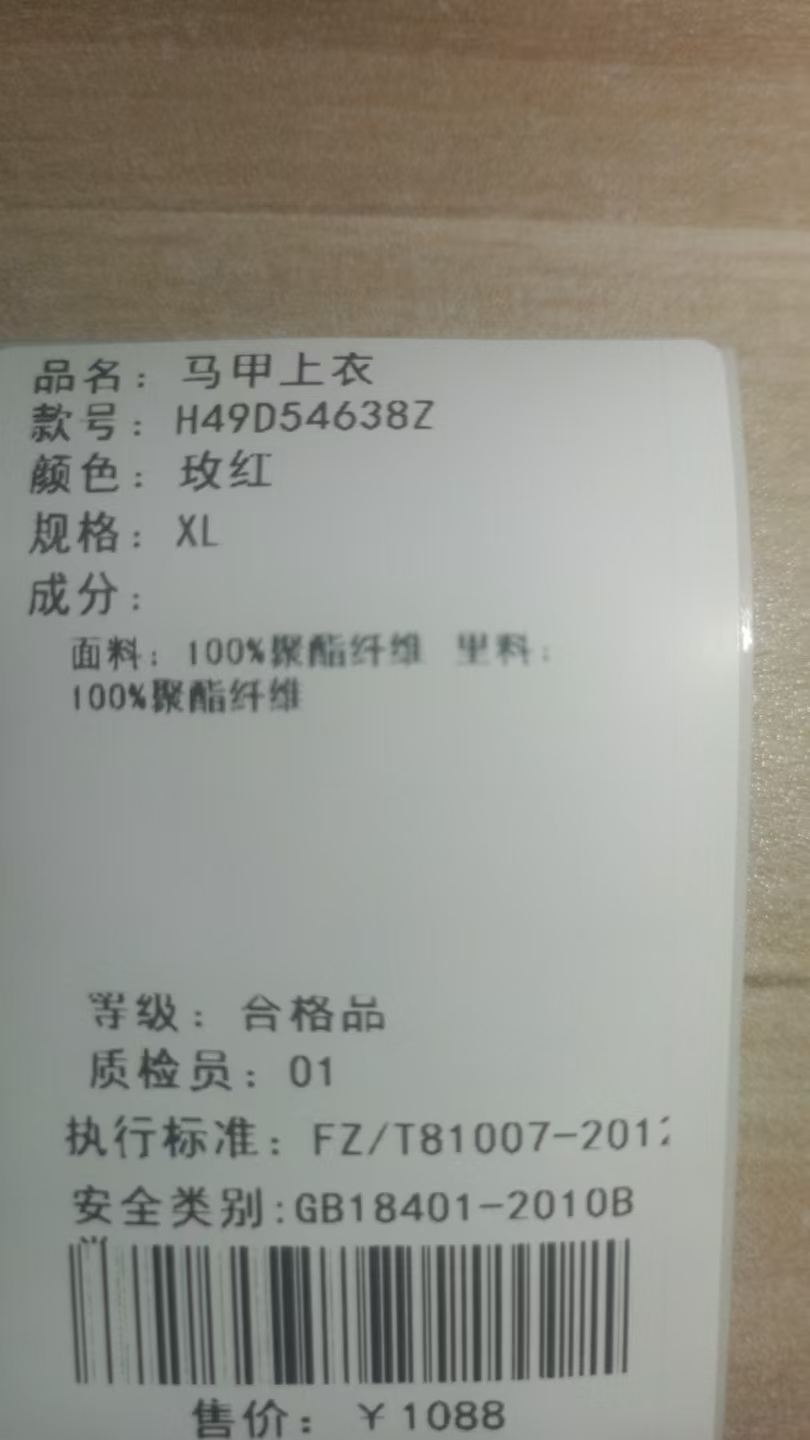 品名：马甲上衣
款号：H49D54638Z
颜色：玫红
规格：XL
成分：
面料：100%聚酯纤维 里料：
100%聚酯纤维
等级：合格品
质检员：01
执行标准：FZ/T81007-2012
安全类别:GB18401-2010B
售价：￥1088